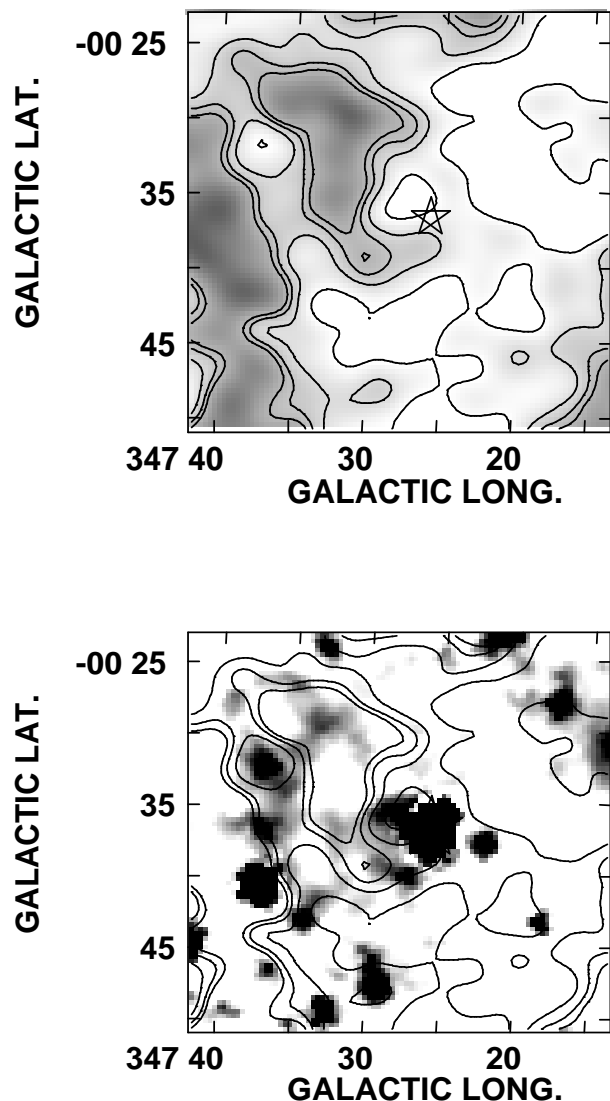 -00 25
35
45
GALACTIC LAT.
347 40 30 20
GALACTIC LONG.
-00 25
35
45
GALACTIC LAT.
347 40 30 20
GALACTIC LONG.